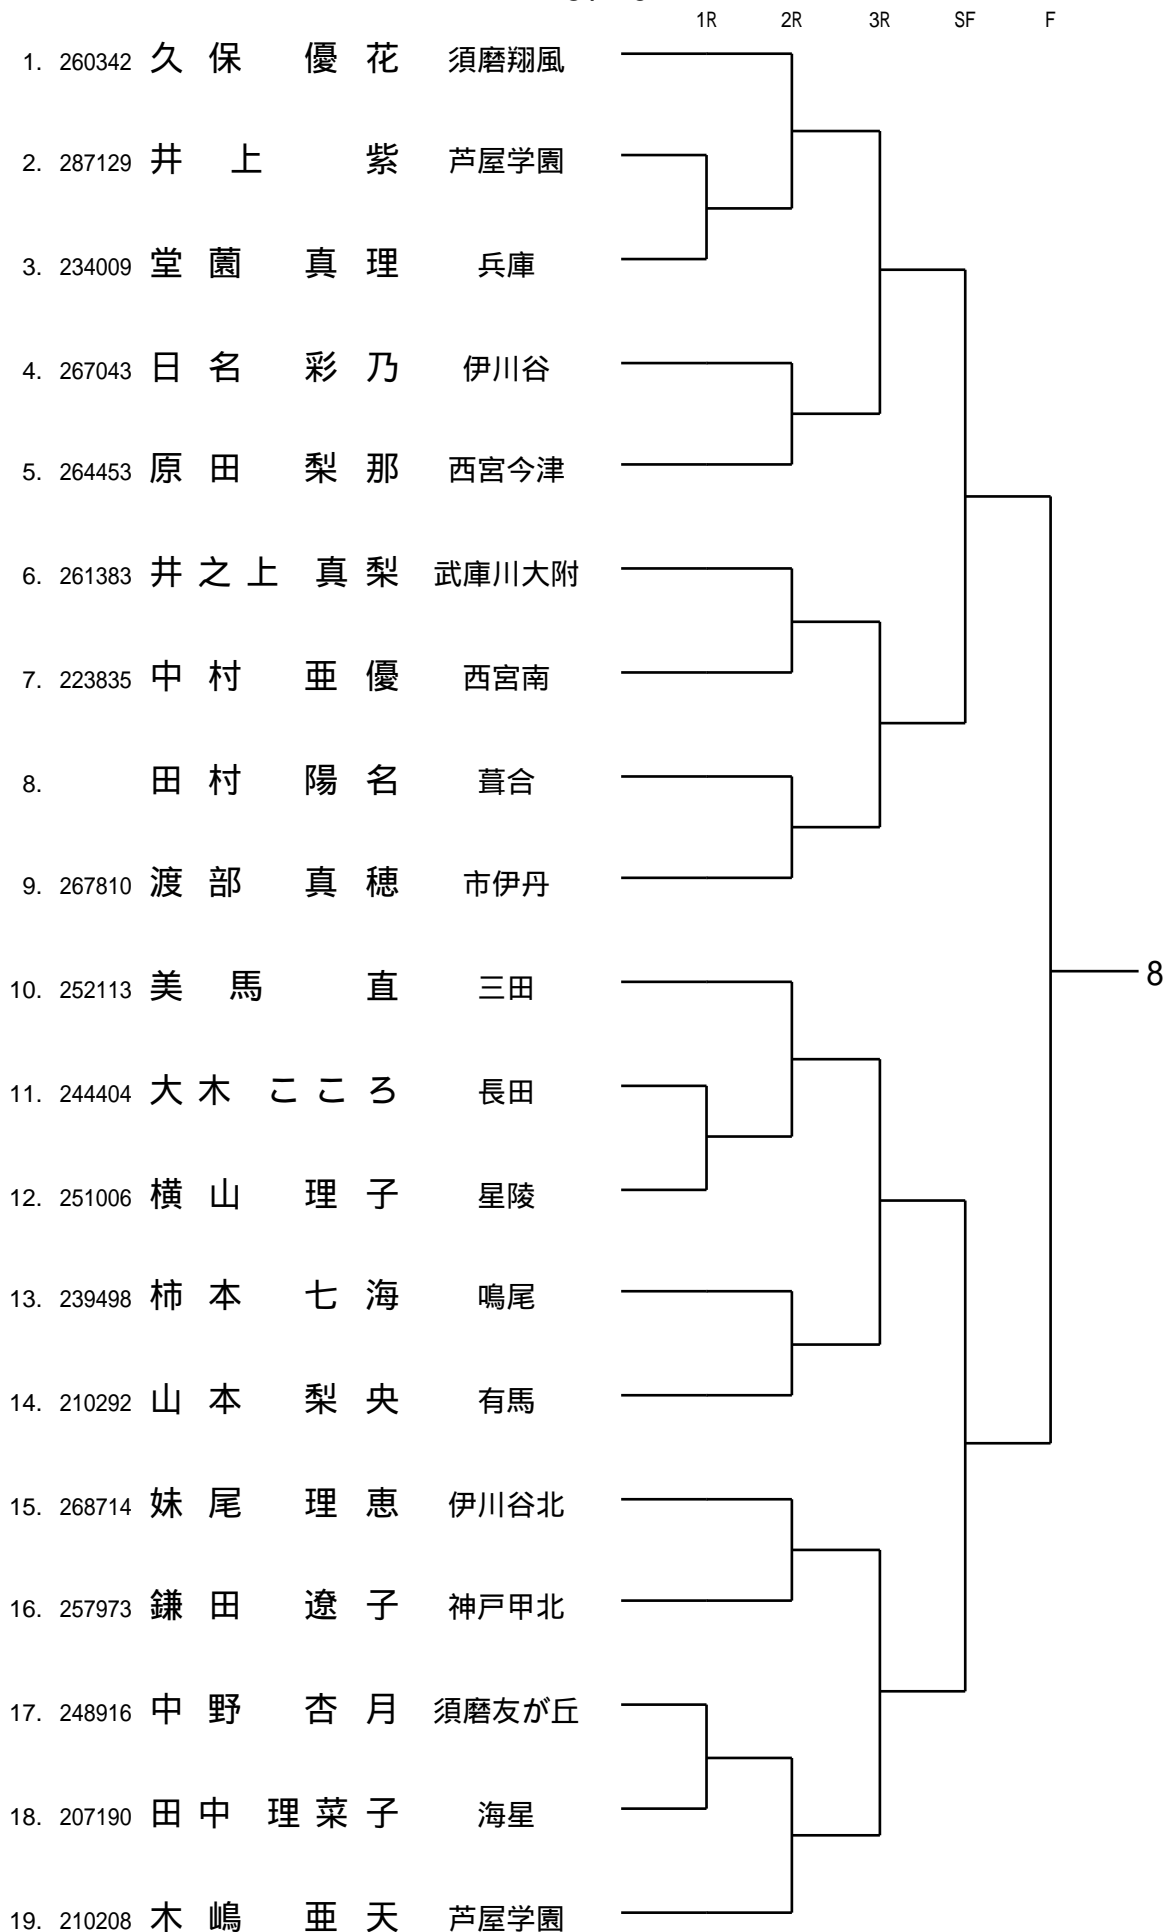 1R 2R 3R SF F
1. 260342 久保 優花 須磨翔風
2. 287129 井上 紫 芦屋学園
3. 234009 堂薗 真理 兵庫
4. 267043 日名 彩乃 伊川谷
5. 264453 原田 梨那 西宮今津
6. 261383 井之上 真梨 武庫川大附
7. 223835 中村 亜優 西宮南
8. 田村 陽名 葺合
9. 267810 渡部 真穂 市伊丹
8
10. 252113 美馬 直 三田
11. 244404 大木 こころ 長田
12. 251006 横山 理子 星陵
13. 239498 柿本 七海 鳴尾
14. 210292 山本 梨央 有馬
15. 268714 妹尾 理恵 伊川谷北
16. 257973 鎌田 遼子 神戸甲北
17. 248916 中野 杏月 須磨友が丘
18. 207190 田中 理菜子 海星
19. 210208 木嶋 亜天 芦屋学園